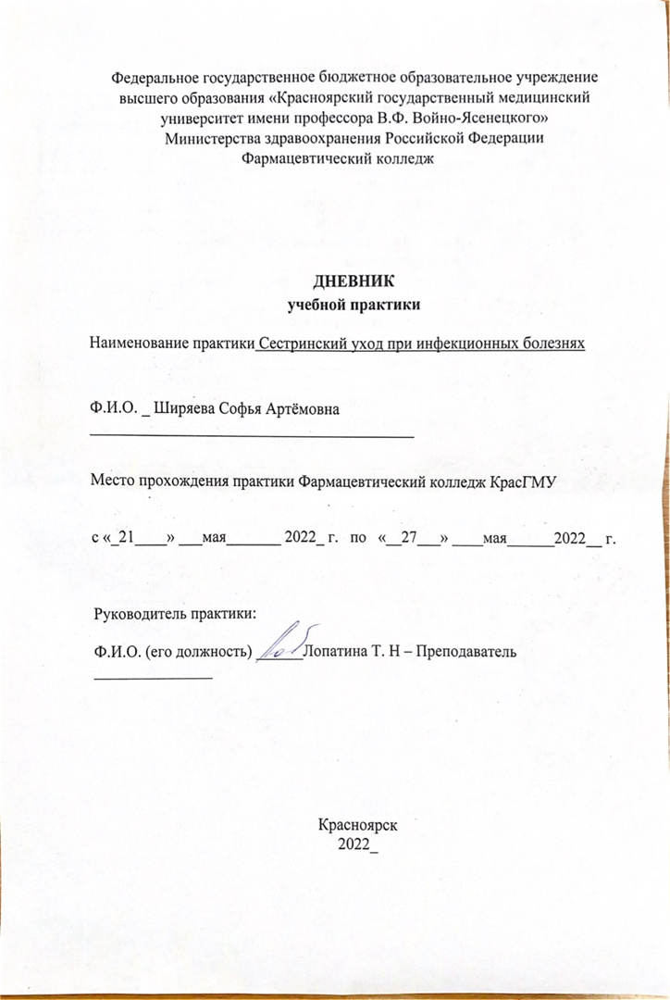 Федеральное государственное бюджетное образовательное учреждение
высшего образования «Красноярский государственный медицинский
университет имени профессора В.Ф. Войно-Ясенецкого»
Министерства здравоохранения Российской Федерации
Фармацевтический колледж
ДНЕВНИК
учебной практики
Наименование практики Сестринский уход при инфекционных болезнях
Ф.И.О. _ Ширяева Софья Артёмовна
Место прохождения практики Фармацевтический колледж КрасГМУ
с «_21____» ___мая_______ 2022_ г. по «__27___» ____мая______2022__ г.
Руководитель практики:
Ф.И.О. (его должность) ______Лопатина Т. Н – Преподаватель
_______________
Красноярск
2022_